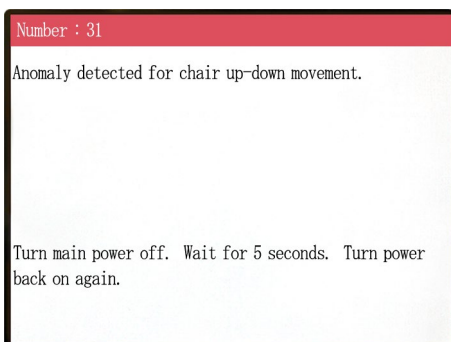 Number : 31
Anomaly detected for chair up-down movement.
Turn main power off. Wait for 5 seconds. Turn power
back on again.